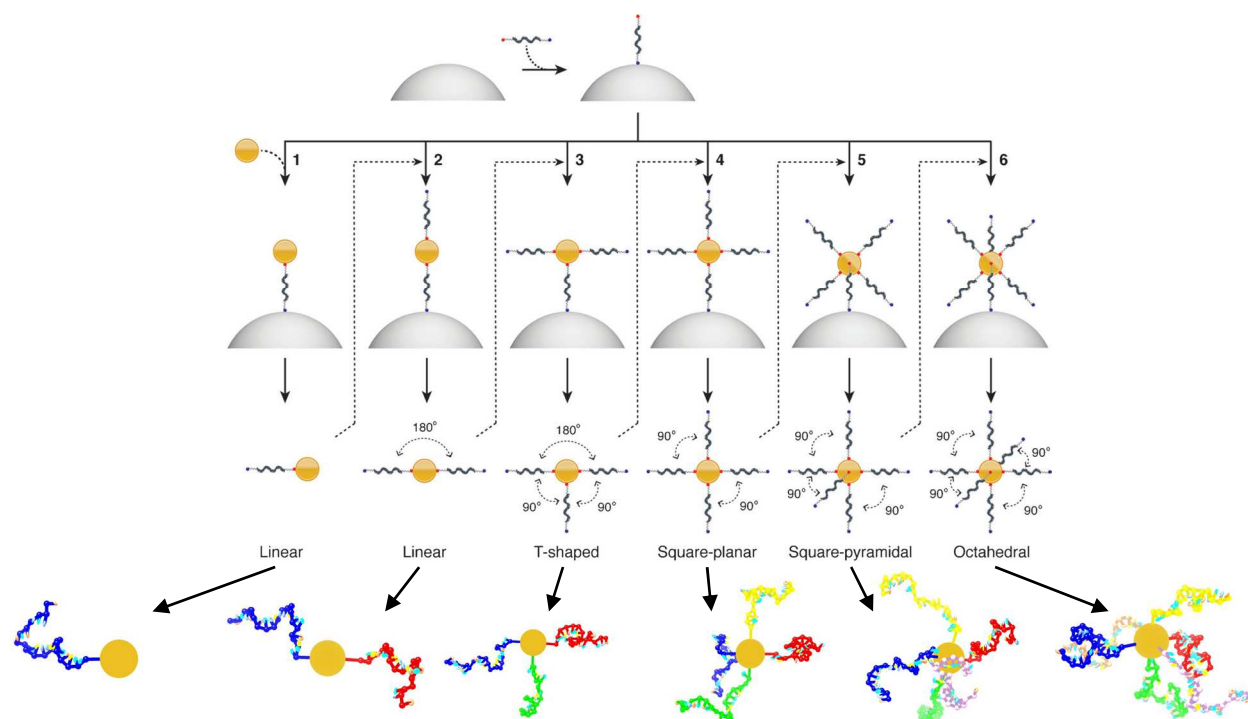 1 2 3 4 5 6
180° 180° 90° 90° 90°
90°
90° 90° 90° 90° 90° 90° 90°
Linear Linear T-shaped Square-planar Square-pyramidal Octahedral